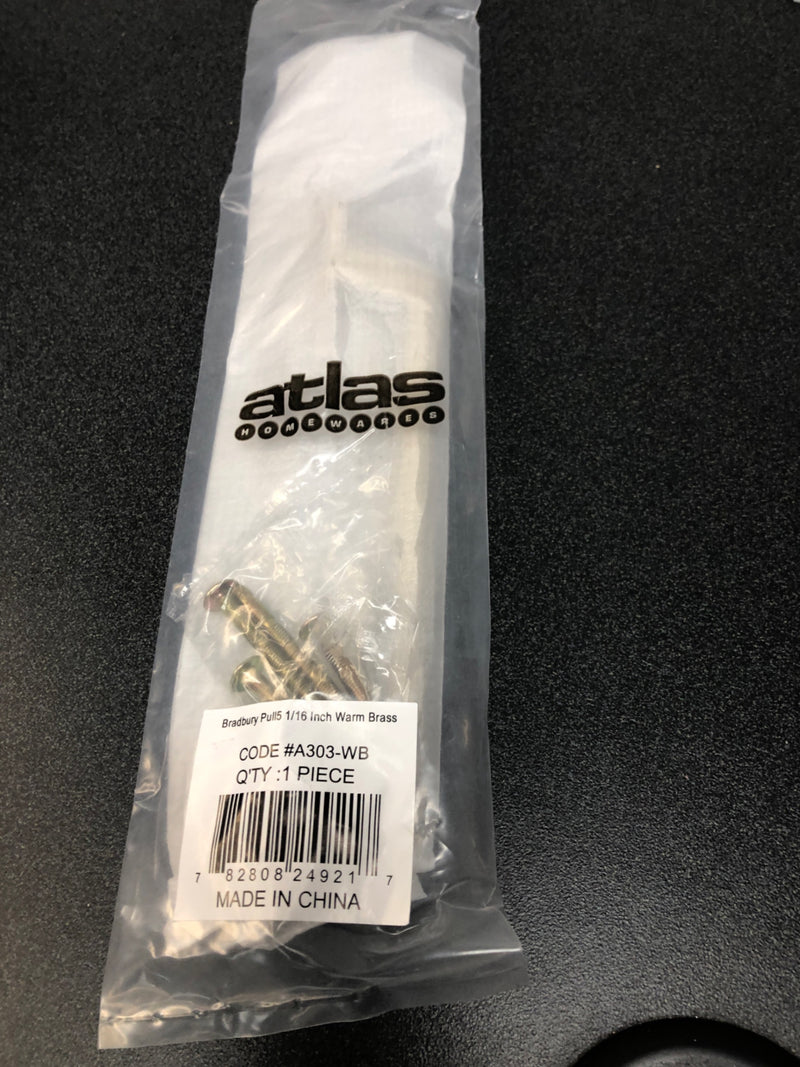 atlas
HOMEWARES
Bradbury Pull5 1/16 Inch Warm Brass
CODE #A303-WB
Q'TY :1 PIECE
7 82808 24921 7
MADE IN CHINA